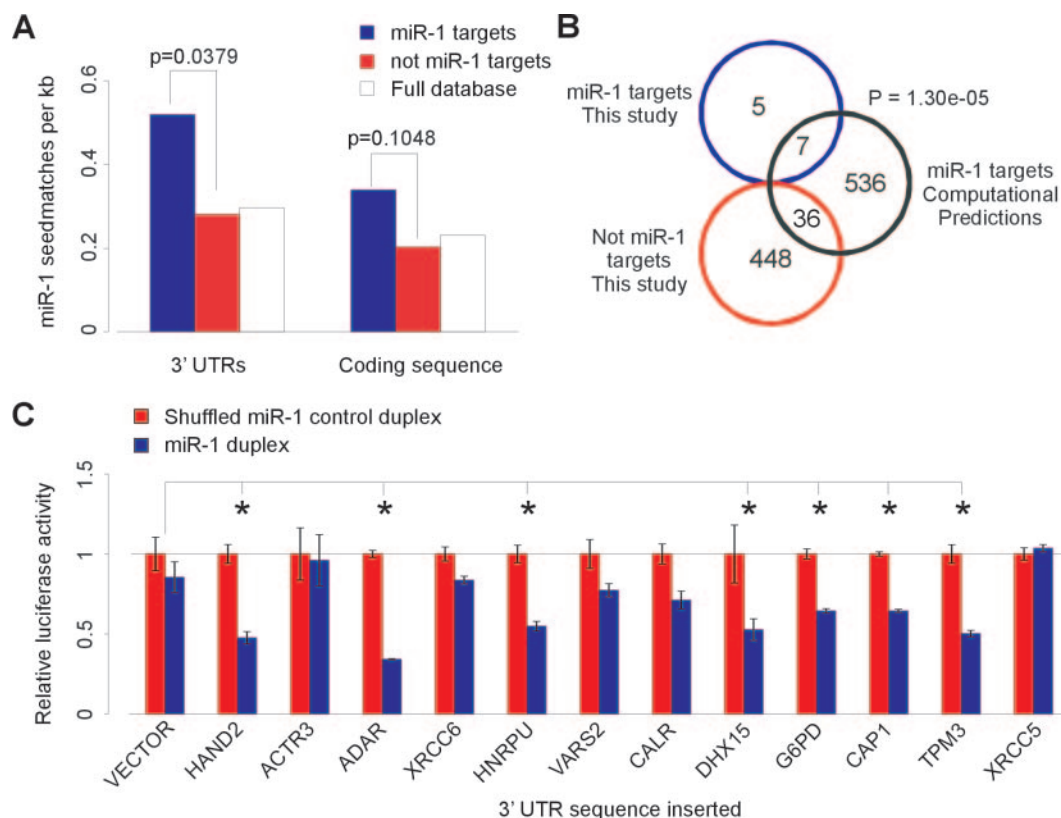 A
miR-1 targets
not miR-1 targets
Full database
p=0.0379
p=0.1048
miR-1 seedmatches per kb
0.6
0.4
0.2
0
3' UTRs
Coding sequence
B
miR-1 targets
This study
5
P = 1.30e-05
7
536
miR-1 targets
Computational
Predictions
36
Not miR-1
targets
This study
448
C
Shuffled miR-1 control duplex
miR-1 duplex
Relative luciferase activity
1.5
1
0.5
0
* * * * * * *
VECTOR
HAND2
ACTR3
ADAR
XRCC6
HNRPU
VARS2
CALR
DHX15
G6PD
CAP1
TPM3
XRCC5
3' UTR sequence inserted